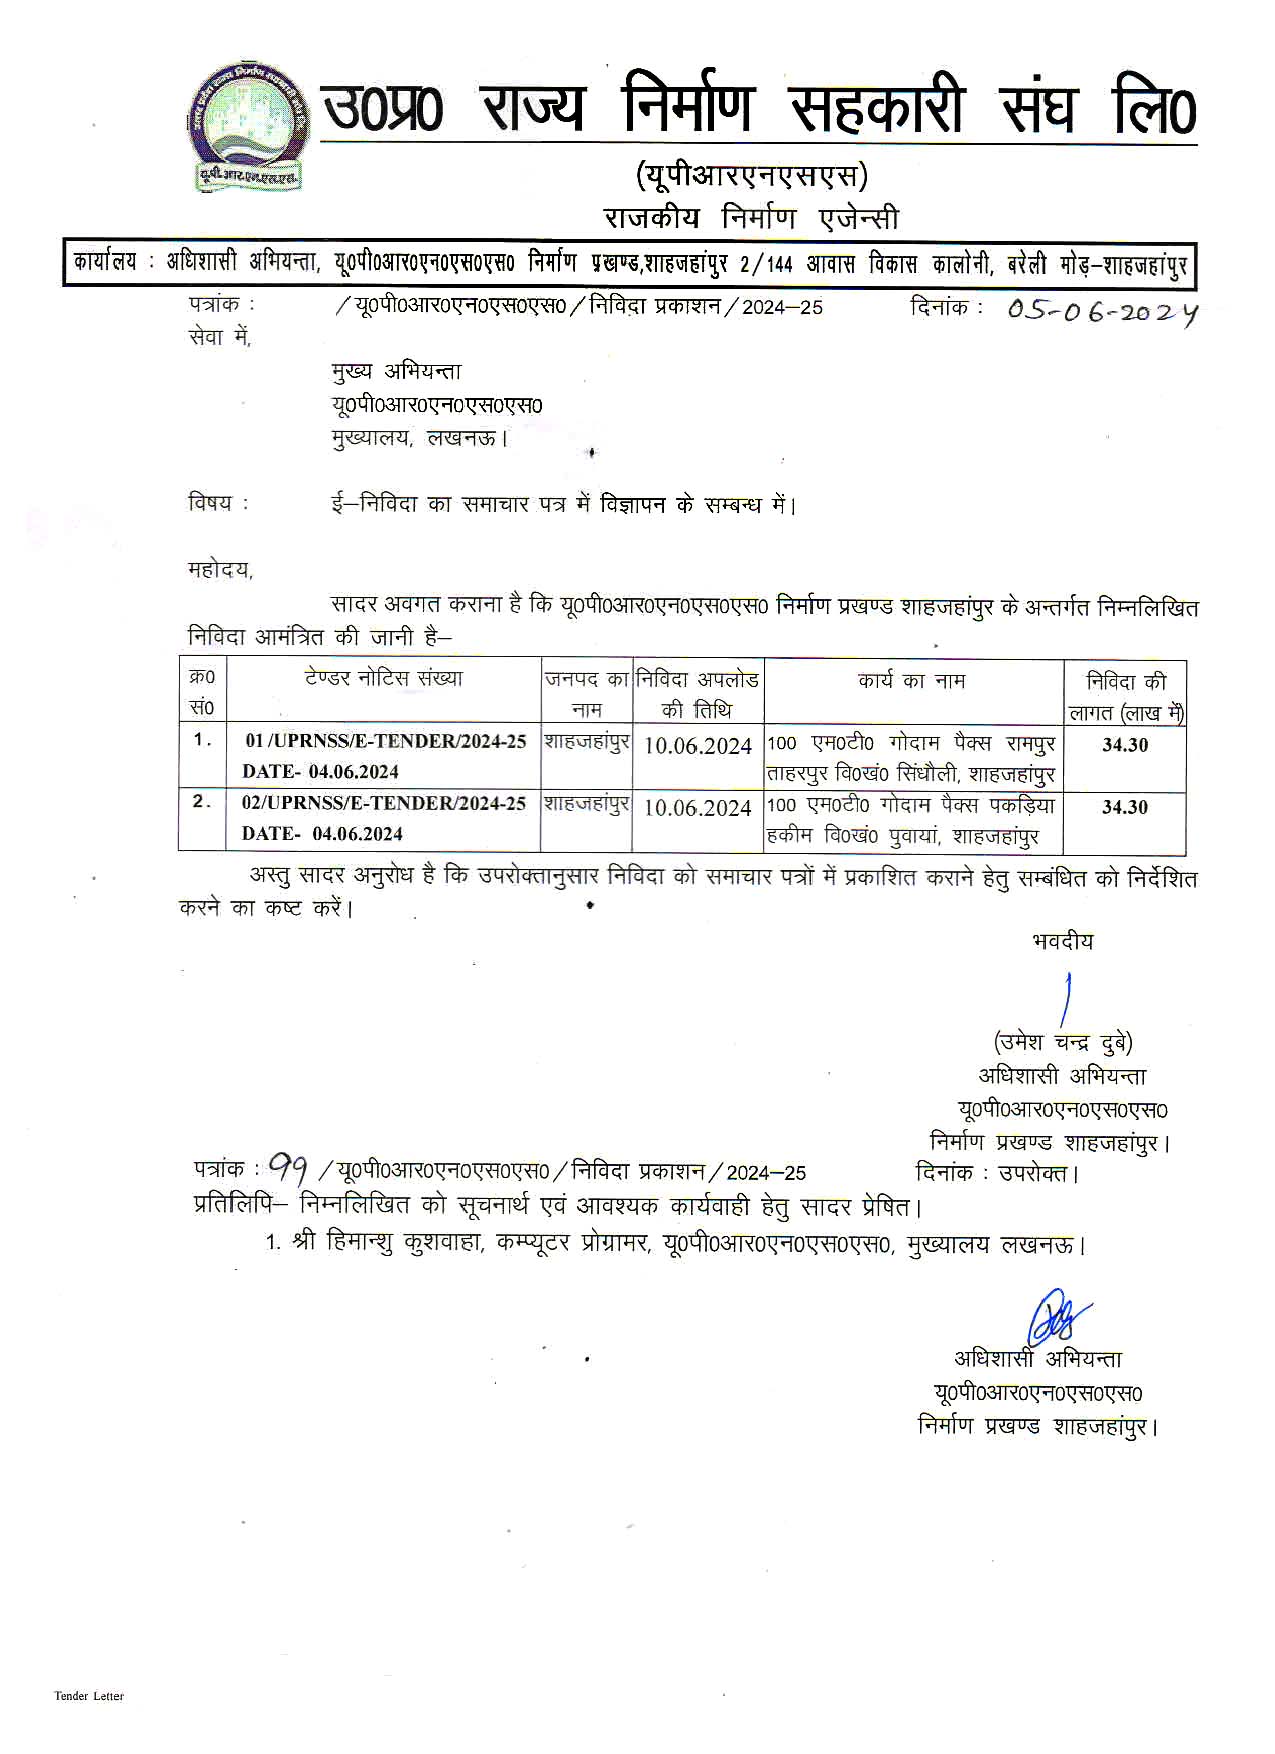 उ0प्र0 राज्य निर्माण सहकारी संघ लि0
यू.पी.आर.एन.एस.एस.
(यूपीआरएनएसएस)
राजकीय निर्माण एजेन्सी
कार्यालय : अधिशासी अभियन्ता, यू0पी0आर0एन0एस0एस0 निर्माण प्रखण्ड,शाहजहांपुर 2/144 आवास विकास कालोनी, बरेली मोड़–शाहजहांपुर
पत्रांक : /यू0पी0आर0एन0एस0एस0/निविदा प्रकाशन/2024–25 दिनांक : 05-06-2024
सेवा में,
मुख्य अभियन्ता
यू0पी0आर0एन0एस0एस0
मुख्यालय, लखनऊ।
विषय : ई–निविदा का समाचार पत्र में विज्ञापन के सम्बन्ध में।
महोदय,
सादर अवगत कराना है कि यू0पी0आर0एन0एस0एस0 निर्माण प्रखण्ड शाहजहांपुर के अन्तर्गत निम्नलिखित
निविदा आमंत्रित की जानी है–
क्र0 सं0 टेण्डर नोटिस संख्या जनपद का नाम निविदा अपलोड की तिथि कार्य का नाम निविदा की लागत (लाख में)
1. 01/UPRNSS/E-TENDER/2024-25 शाहजहांपुर 10.06.2024 100 एम0टी0 गोदाम पैक्स रामपुर 34.30
DATE- 04.06.2024 ताहरपुर वि0खं0 सिंधौली, शाहजहांपुर
2. 02/UPRNSS/E-TENDER/2024-25 शाहजहांपुर 10.06.2024 100 एम0टी0 गोदाम पैक्स पकड़िया 34.30
DATE- 04.06.2024 हकीम वि0खं0 पुवायां, शाहजहांपुर
अस्तु सादर अनुरोध है कि उपरोक्तानुसार निविदा को समाचार पत्रों में प्रकाशित कराने हेतु सम्बंधित को निर्देशित
करने का कष्ट करें।
भवदीय
(उमेश चन्द्र दुबे)
अधिशासी अभियन्ता
यू0पी0आर0एन0एस0एस0
निर्माण प्रखण्ड शाहजहांपुर।
पत्रांक : 99 /यू0पी0आर0एन0एस0एस0/निविदा प्रकाशन/2024–25 दिनांक : उपरोक्त।
प्रतिलिपि– निम्नलिखित को सूचनार्थ एवं आवश्यक कार्यवाही हेतु सादर प्रेषित।
1. श्री हिमान्शु कुशवाहा, कम्प्यूटर प्रोग्रामर, यू0पी0आर0एन0एस0एस0, मुख्यालय लखनऊ।
अधिशासी अभियन्ता
यू0पी0आर0एन0एस0एस0
निर्माण प्रखण्ड शाहजहांपुर।
Tender Letter